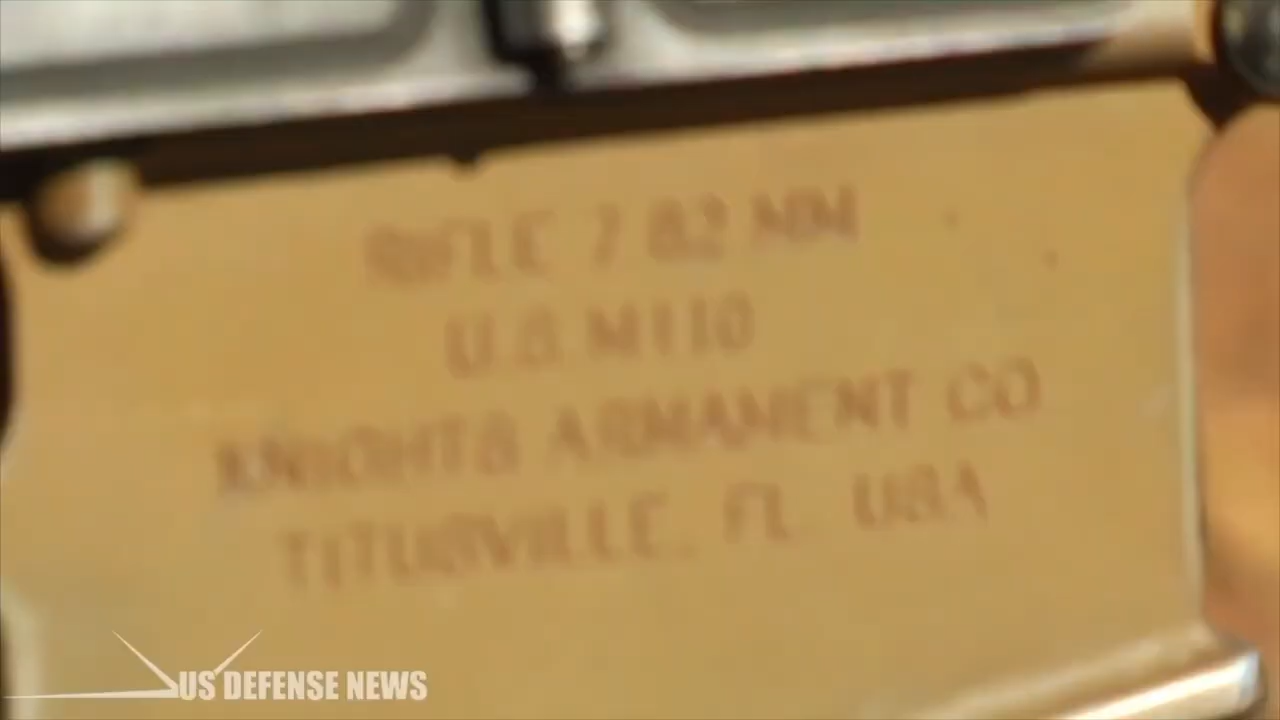 RIFLE 7.62 MM
U.S. M110
KNIGHTS ARMAMENT CO
TITUSVILLE, FL USA
US DEFENSE NEWS